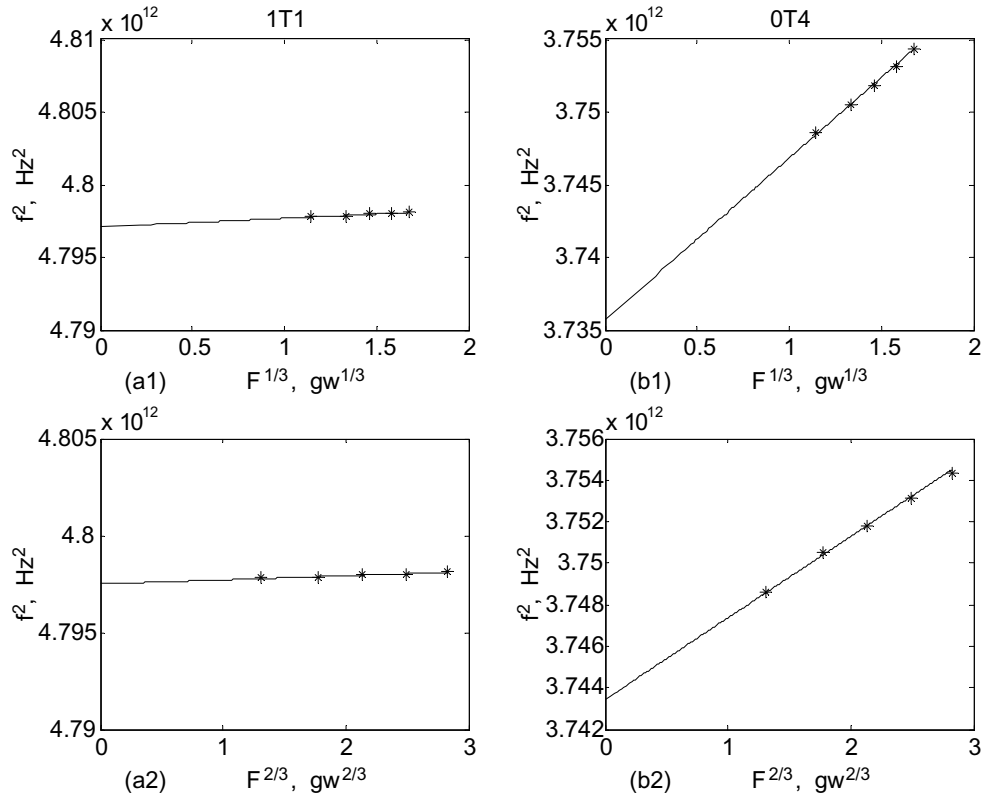 1T1
x 10^12
4.81
4.805
4.8
4.795
4.79
f^2, Hz^2
0 0.5 1 1.5 2
(a1) F^1/3, gw^1/3
0T4
x 10^12
3.755
3.75
3.745
3.74
3.735
f^2, Hz^2
0 0.5 1 1.5 2
(b1) F^1/3, gw^1/3
x 10^12
4.805
4.8
4.795
4.79
f^2, Hz^2
0 1 2 3
(a2) F^2/3, gw^2/3
x 10^12
3.756
3.754
3.752
3.75
3.748
3.746
3.744
3.742
f^2, Hz^2
0 1 2 3
(b2) F^2/3, gw^2/3